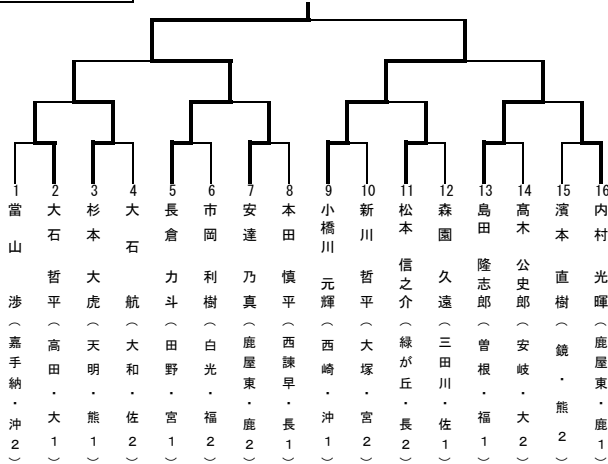 1 當山 渉（嘉手納・沖2）
2 大石 哲平（高田・大1）
3 杉本 大虎（天明・熊1）
4 大石 航（大和・佐2）
5 長倉 力斗（田野・宮1）
6 市岡 利樹（白光・福2）
7 安達 乃真（鹿屋東・鹿2）
8 本田 慎平（西諫早・長1）
9 小橋川 元輝（西崎・沖1）
10 新川 哲平（大塚・宮2）
11 松本 信之介（緑が丘・長2）
12 森園 久遠（三田川・佐1）
13 島田 隆志郎（曽根・福1）
14 髙木 公史郎（安岐・大2）
15 濱本 直樹（鏡・熊2）
16 内村 光暉（鹿屋東・鹿1）